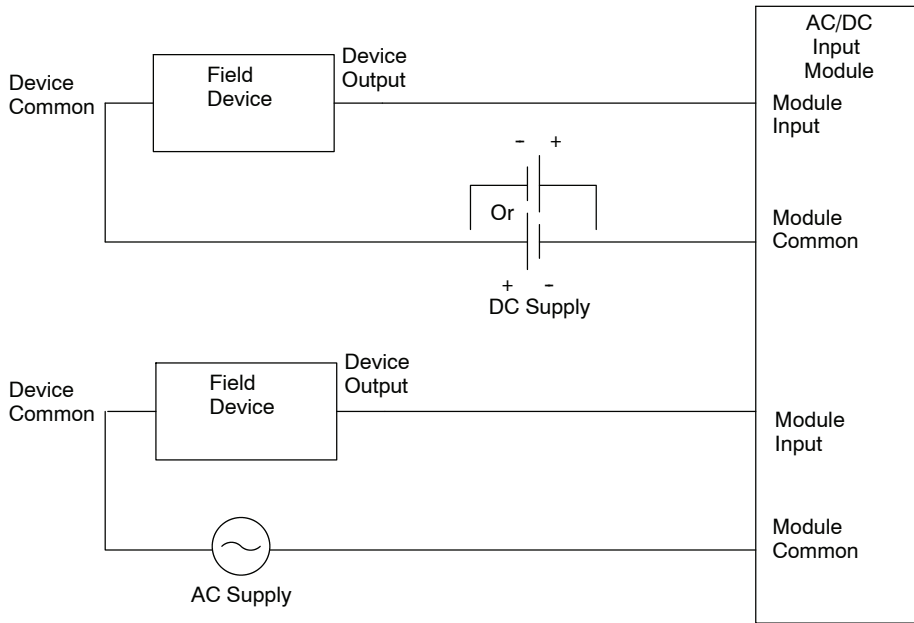 AC/DC
Input
Module
Device
Output
Field
Device
Device
Common
Module
Input
- +
Or
Module
Common
+ -
DC Supply
Device
Output
Field
Device
Device
Common
Module
Input
Module
Common
AC Supply